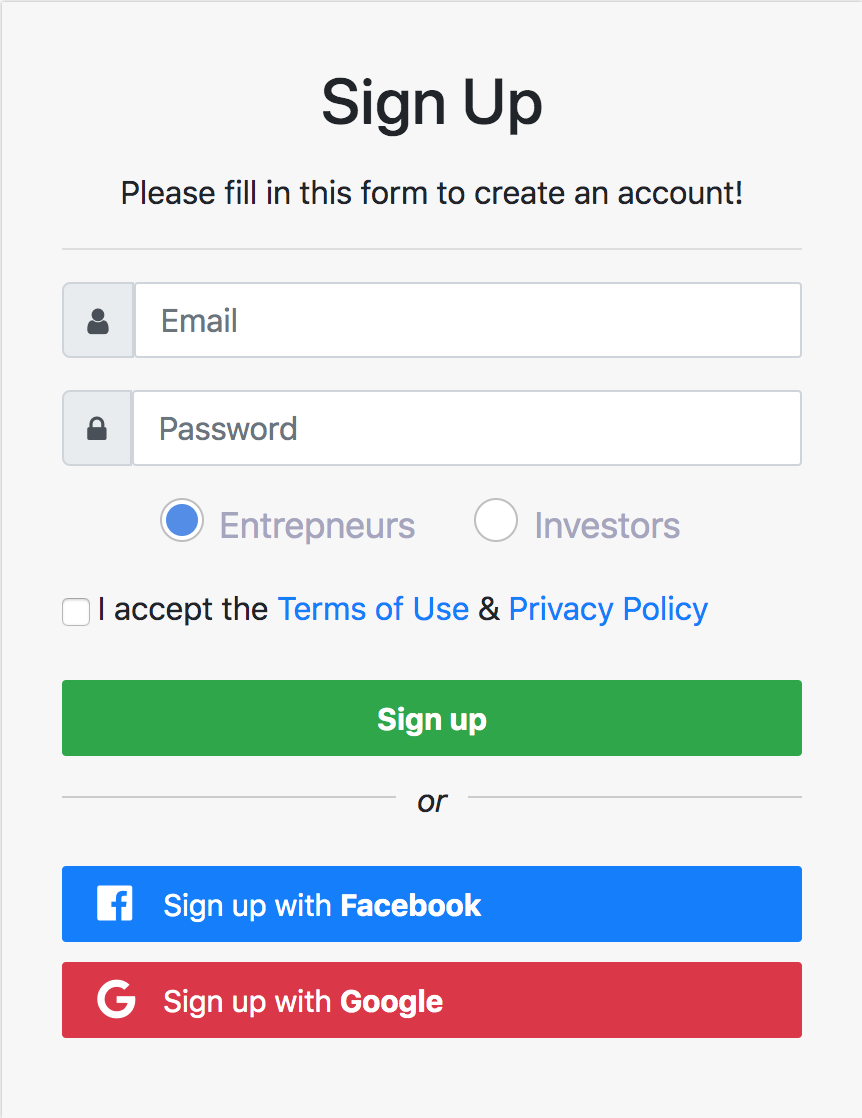 Sign Up
Please fill in this form to create an account!
Email
Password
Entrepneurs Investors
I accept the Terms of Use & Privacy Policy
Sign up
or
Sign up with Facebook
Sign up with Google